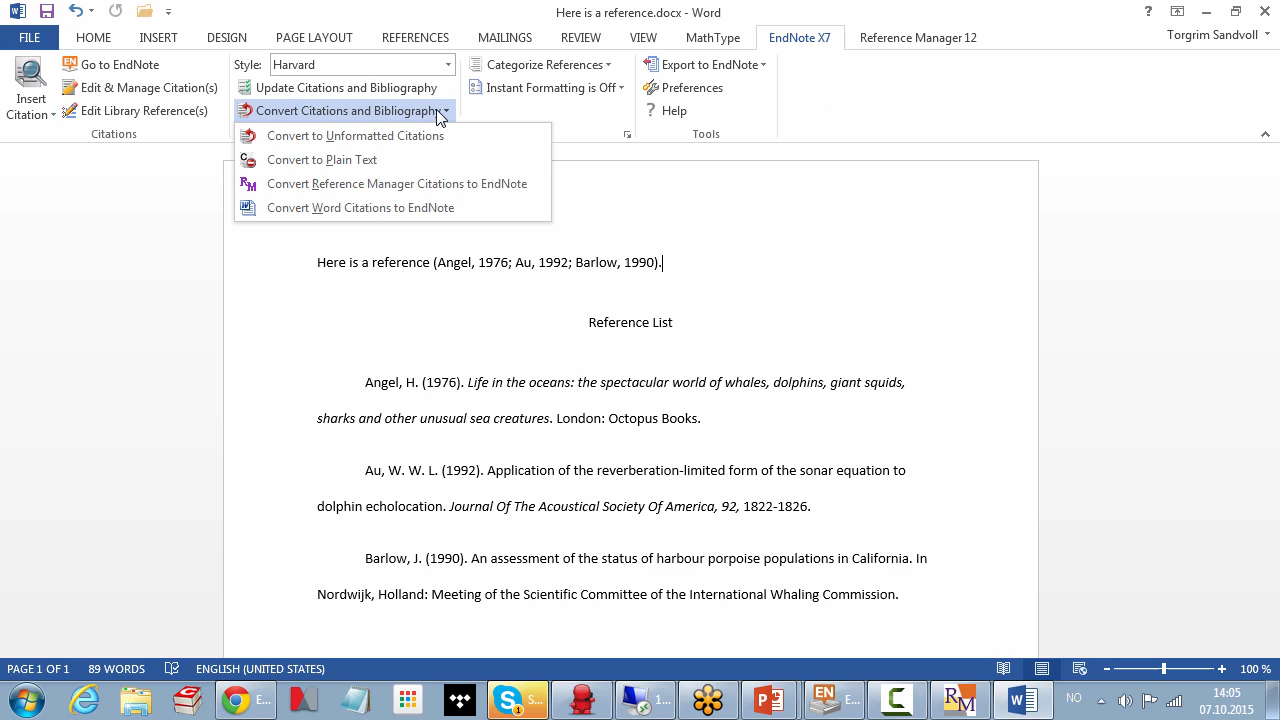 Here is a reference.docx - Word
?
FILE HOME INSERT DESIGN PAGE LAYOUT REFERENCES MAILINGS REVIEW VIEW MathType EndNote X7 Reference Manager 12 Torgrim Sandvoll
Insert Citation
EN Go to EndNote
Edit & Manage Citation(s)
Edit Library Reference(s)
Citations
Style: Harvard
Update Citations and Bibliography
Convert Citations and Bibliography
Convert to Unformatted Citations
Convert to Plain Text
Convert Reference Manager Citations to EndNote
Convert Word Citations to EndNote
Categorize References
Instant Formatting is Off
Export to EndNote
Preferences
? Help
Tools
Here is a reference (Angel, 1976; Au, 1992; Barlow, 1990).
Reference List
Angel, H. (1976). Life in the oceans: the spectacular world of whales, dolphins, giant squids,
sharks and other unusual sea creatures. London: Octopus Books.
Au, W. W. L. (1992). Application of the reverberation-limited form of the sonar equation to
dolphin echolocation. Journal Of The Acoustical Society Of America, 92, 1822-1826.
Barlow, J. (1990). An assessment of the status of harbour porpoise populations in California. In
Nordwijk, Holland: Meeting of the Scientific Committee of the International Whaling Commission.
PAGE 1 OF 1 89 WORDS ENGLISH (UNITED STATES) 100 %
E... S... 1 1... EN E... RM NO 14:05
07.10.2015